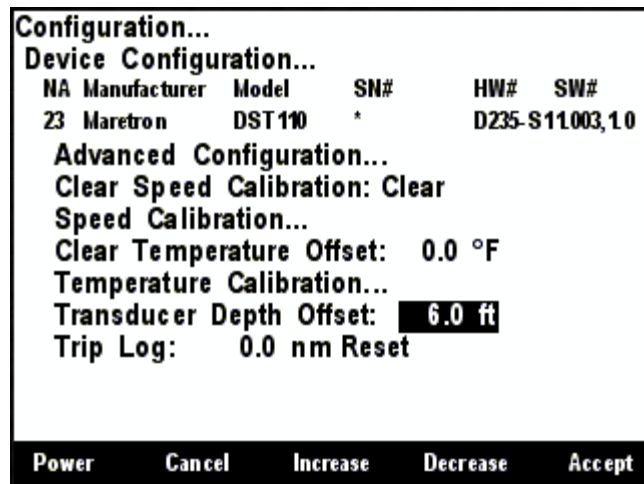 Configuration...
Device Configuration...
NA Manufacturer Model SN# HW# SW#
23 Maretron DST110 * D235-S11.003,1.0
Advanced Configuration...
Clear Speed Calibration: Clear
Speed Calibration...
Clear Temperature Offset: 0.0 °F
Temperature Calibration...
Transducer Depth Offset: 6.0 ft
Trip Log: 0.0 nm Reset
Power Cancel Increase Decrease Accept